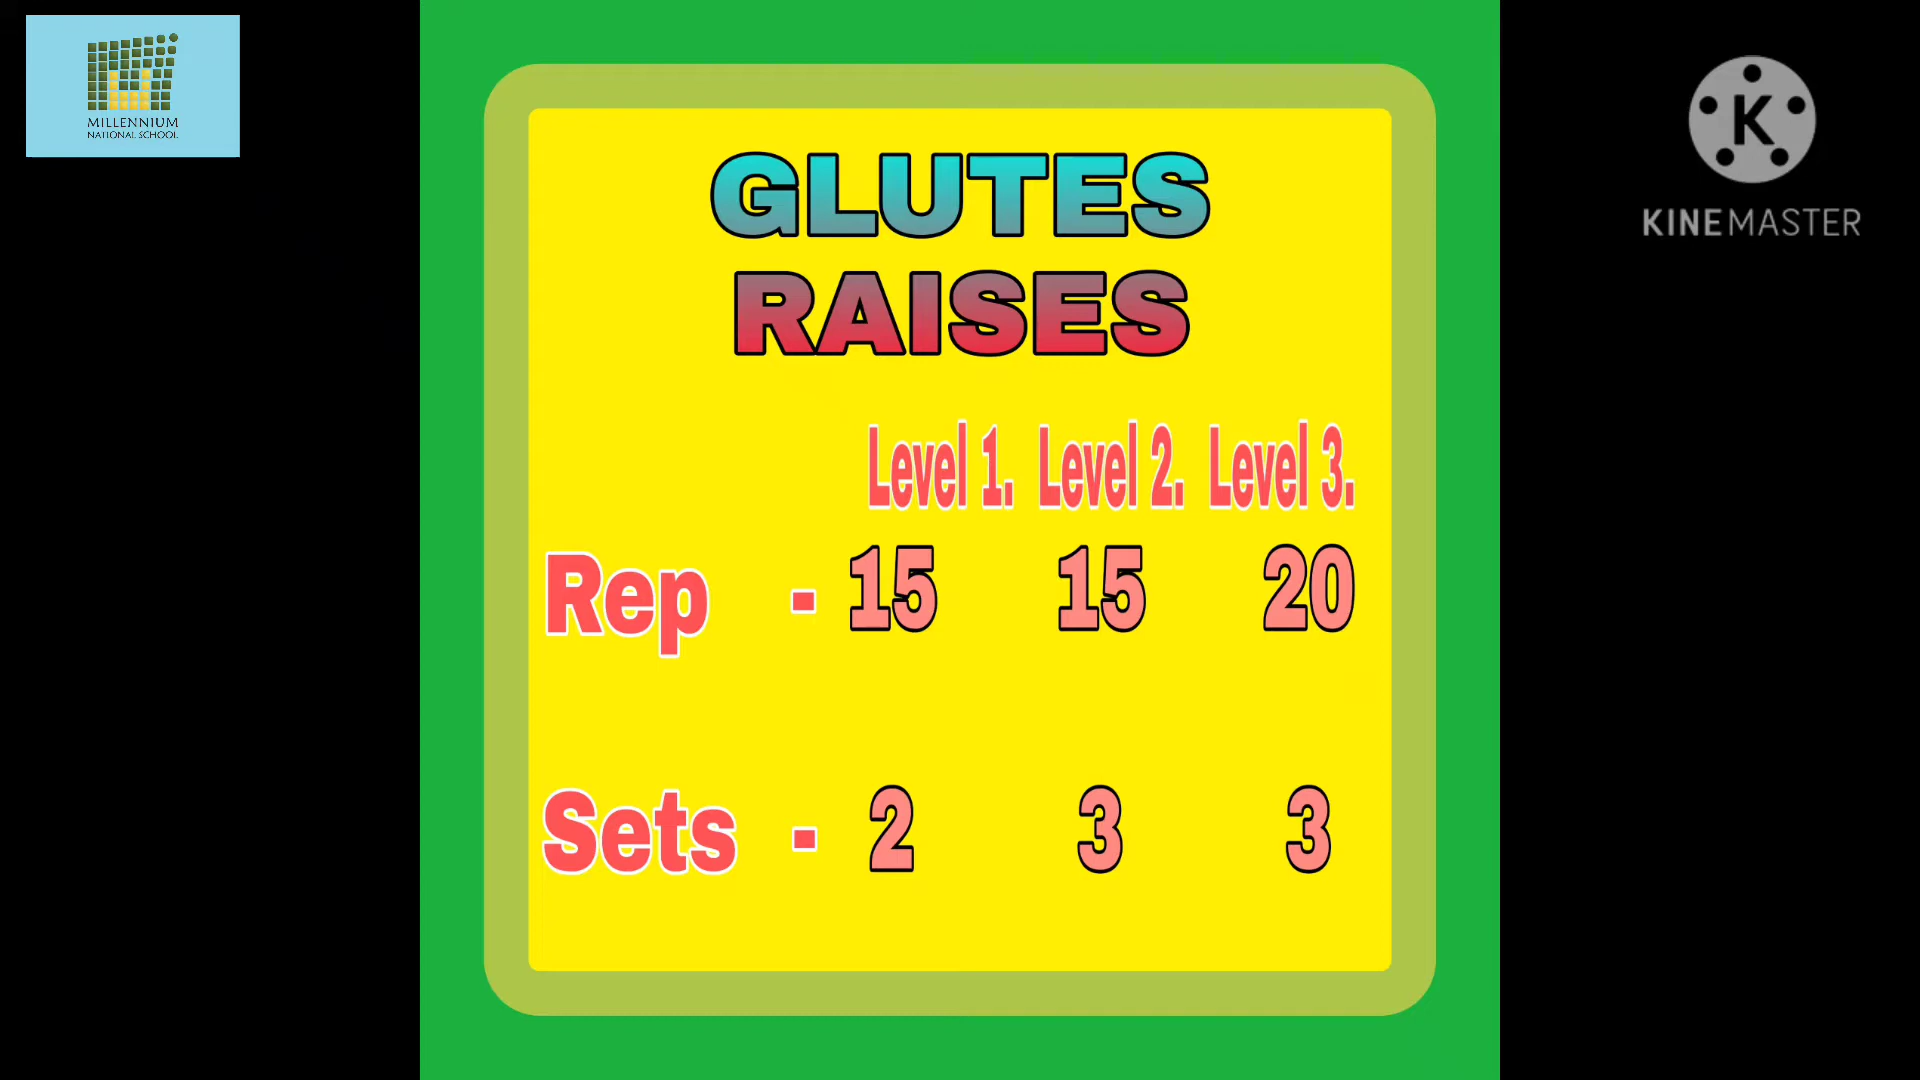 MILLENNIUM
NATIONAL SCHOOL
K
KINEMASTER
GLUTES
RAISES
Level 1. Level 2. Level 3.
Rep - 15 15 20
Sets - 2 3 3